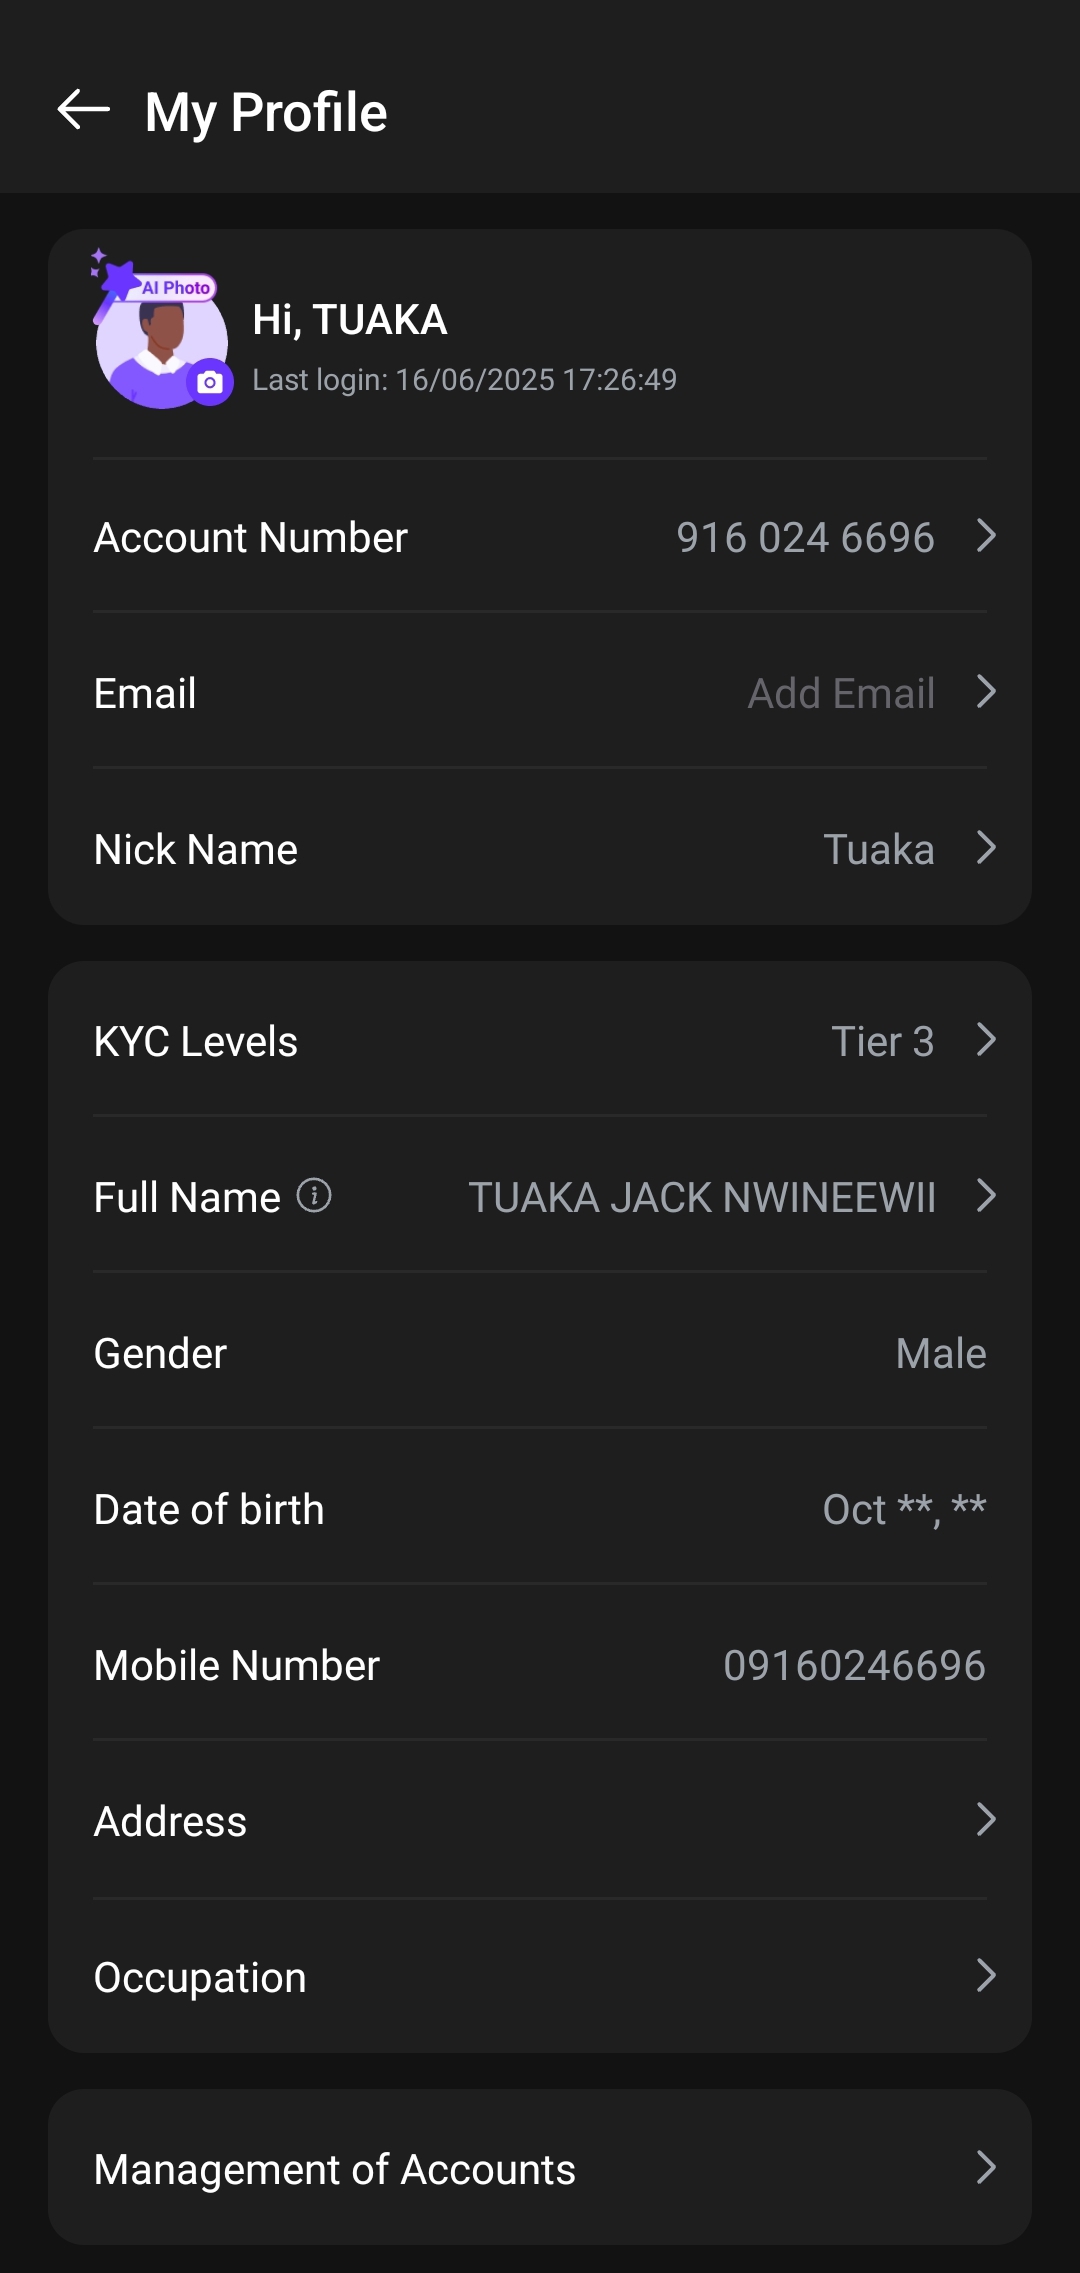 My Profile
AI Photo
Hi, TUAKA
Last login: 16/06/2025 17:26:49
Account Number 916 024 6696
Email Add Email
Nick Name Tuaka
KYC Levels Tier 3
Full Name TUAKA JACK NWINEEWII
Gender Male
Date of birth Oct **, **
Mobile Number 09160246696
Address
Occupation
Management of Accounts